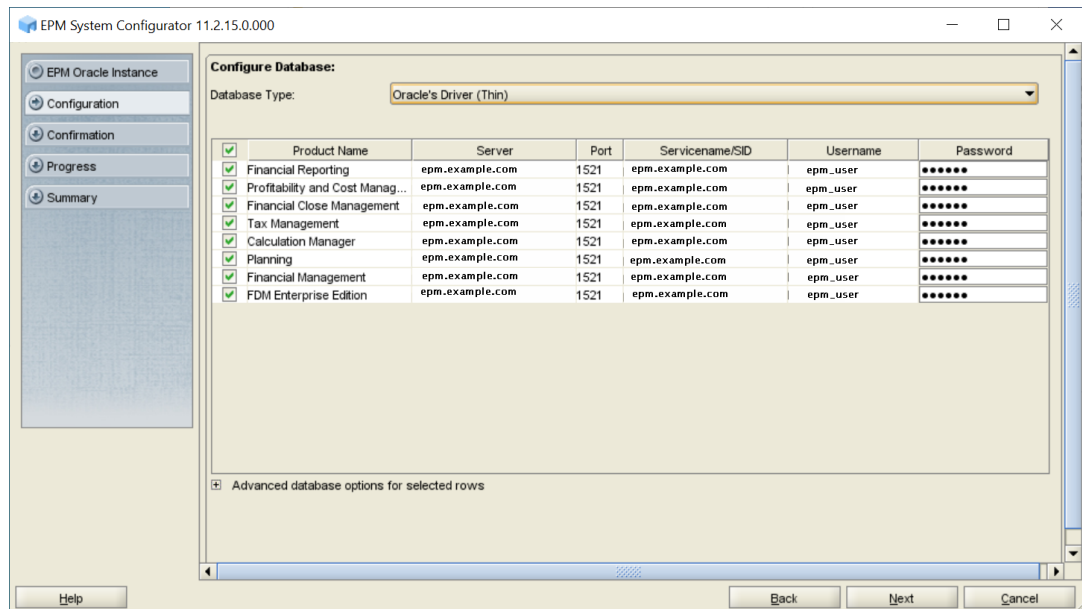 EPM System Configurator 11.2.15.0.000
EPM Oracle Instance
Configuration
Confirmation
Progress
Summary
Configure Database:
Database Type: Oracle's Driver (Thin)
Product Name Server Port Servicename/SID Username Password
Financial Reporting epm.example.com 1521 epm.example.com epm_user ●●●●●●
Profitability and Cost Manag... epm.example.com 1521 epm.example.com epm_user ●●●●●●
Financial Close Management epm.example.com 1521 epm.example.com epm_user ●●●●●●
Tax Management epm.example.com 1521 epm.example.com epm_user ●●●●●●
Calculation Manager epm.example.com 1521 epm.example.com epm_user ●●●●●●
Planning epm.example.com 1521 epm.example.com epm_user ●●●●●●
Financial Management epm.example.com 1521 epm.example.com epm_user ●●●●●●
FDM Enterprise Edition epm.example.com 1521 epm.example.com epm_user ●●●●●●
Advanced database options for selected rows
Help Back Next Cancel